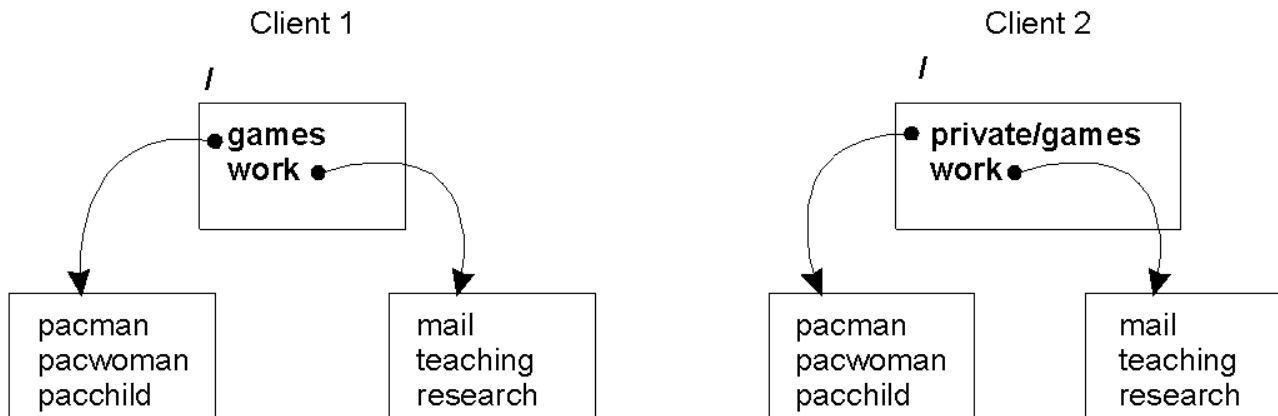 Client 1
/
games
work
pacman
pacwoman
pacchild
mail
teaching
research
Client 2
/
private/games
work
pacman
pacwoman
pacchild
mail
teaching
research